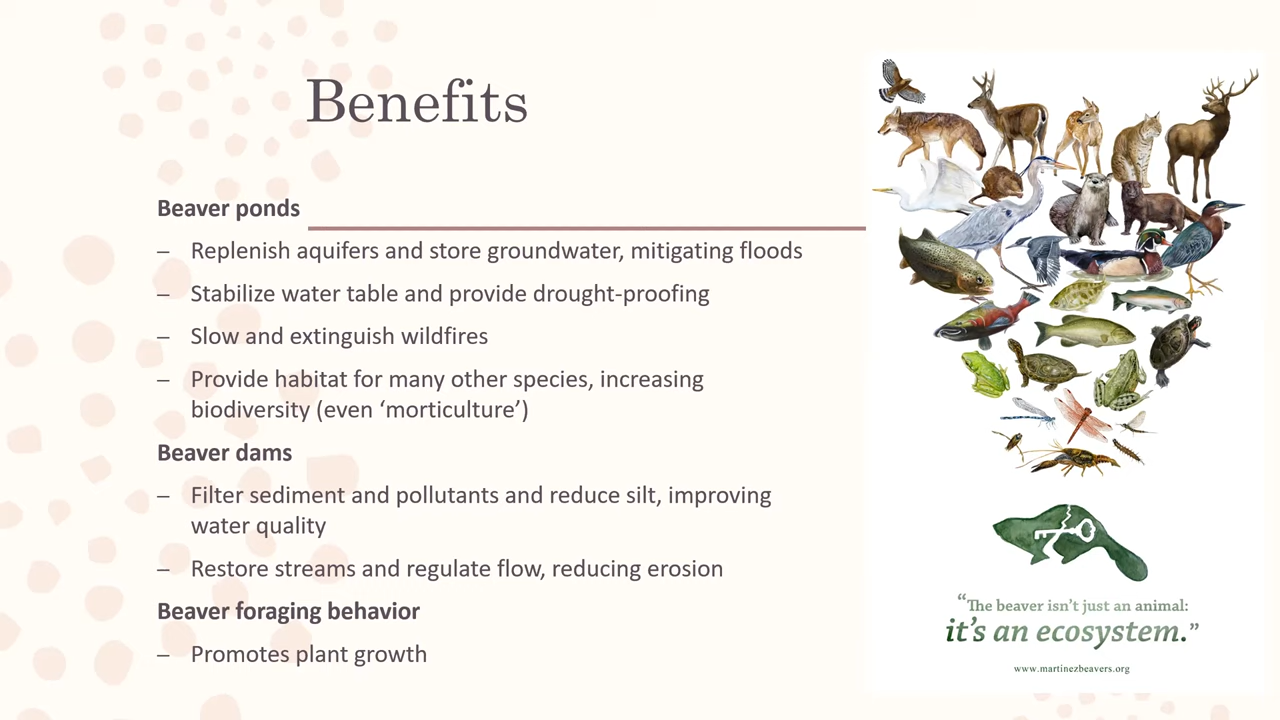 Benefits
Beaver ponds
– Replenish aquifers and store groundwater, mitigating floods
– Stabilize water table and provide drought-proofing
– Slow and extinguish wildfires
– Provide habitat for many other species, increasing
biodiversity (even ‘morticulture’)
Beaver dams
– Filter sediment and pollutants and reduce silt, improving
water quality
– Restore streams and regulate flow, reducing erosion
Beaver foraging behavior
– Promotes plant growth
“The beaver isn’t just an animal:
it’s an ecosystem.”
www.martinezbeavers.org